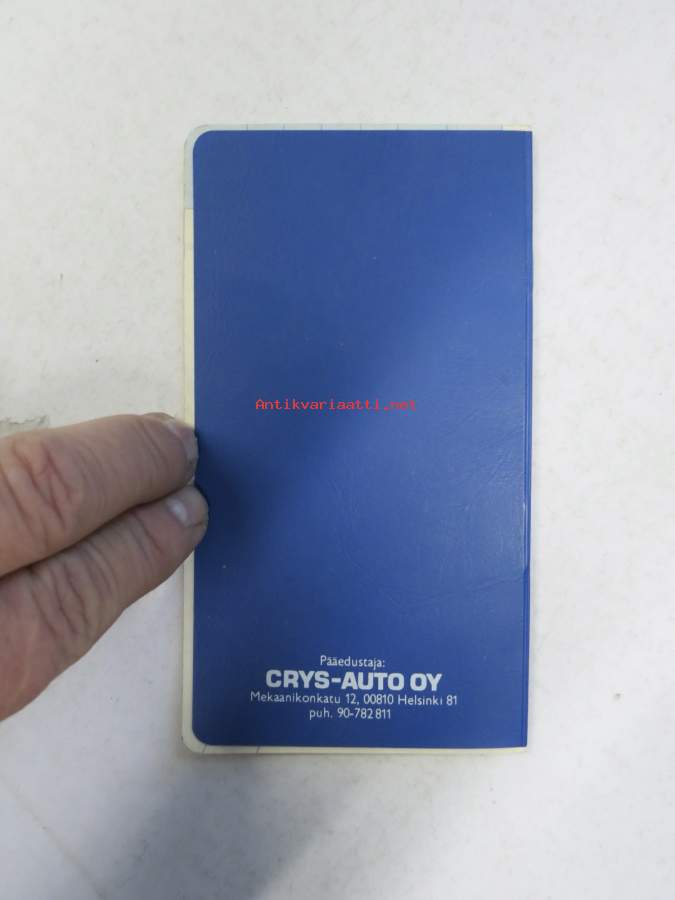 Antikvariaatti.net
Pääedustaja:
CRYS-AUTO OY
Mekaanikonkatu 12, 00810 Helsinki 81
puh. 90-782 811